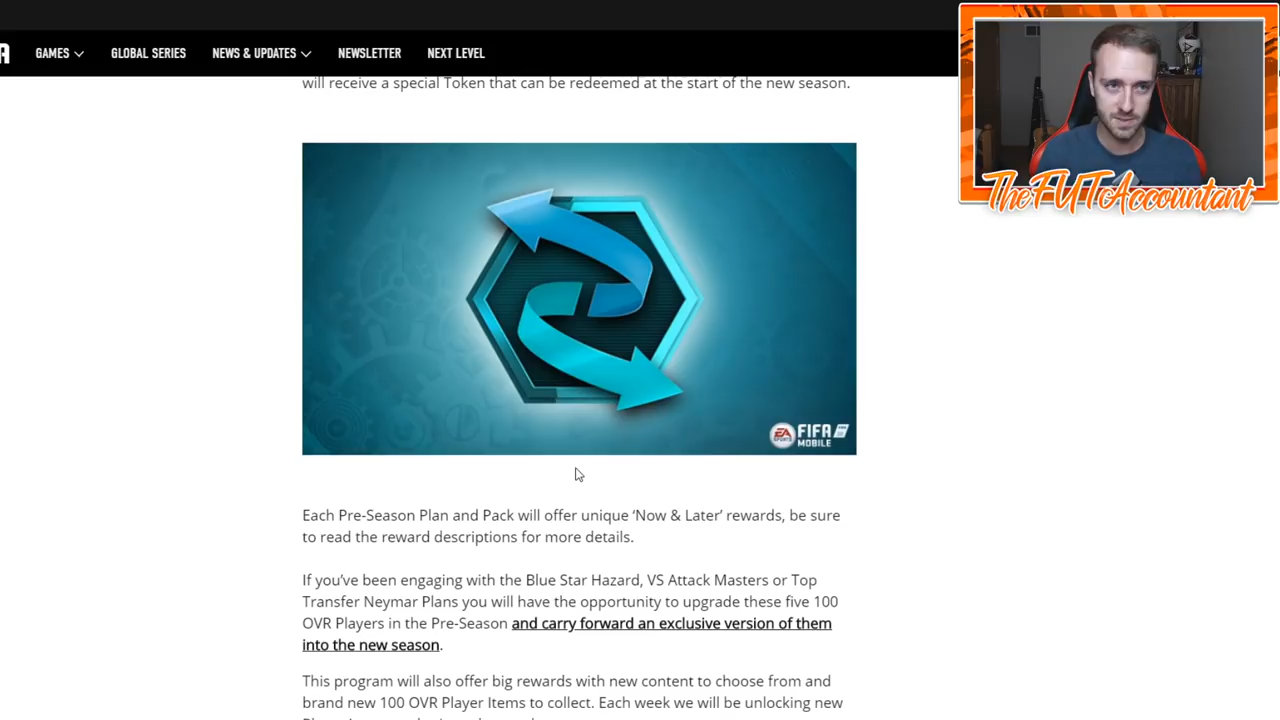 A
GAMES
GLOBAL SERIES
NEWS & UPDATES
NEWSLETTER
NEXT LEVEL
will receive a special Token that can be redeemed at the start of the new season.
TheFUTAccountant
EA SPORTS
FIFA
MOBILE
Each Pre-Season Plan and Pack will offer unique ‘Now & Later’ rewards, be sure
to read the reward descriptions for more details.
If you’ve been engaging with the Blue Star Hazard, VS Attack Masters or Top
Transfer Neymar Plans you will have the opportunity to upgrade these five 100
OVR Players in the Pre-Season and carry forward an exclusive version of them
into the new season.
This program will also offer big rewards with new content to choose from and
brand new 100 OVR Player Items to collect. Each week we will be unlocking new